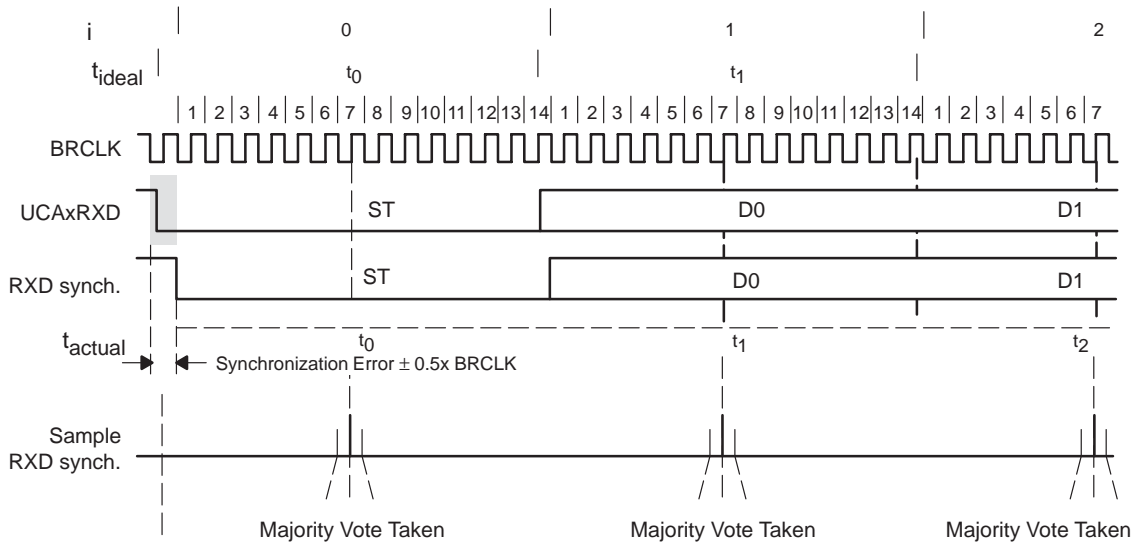 i 0 1 2
tideal t0 t1
1 2 3 4 5 6 7 8 9 10 11 12 13 14 1 2 3 4 5 6 7 8 9 10 11 12 13 14 1 2 3 4 5 6 7
BRCLK
UCAxRXD ST D0 D1
RXD synch. ST D0 D1
tactual t0 t1 t2
Synchronization Error ± 0.5x BRCLK
Sample
RXD synch.
Majority Vote Taken Majority Vote Taken Majority Vote Taken